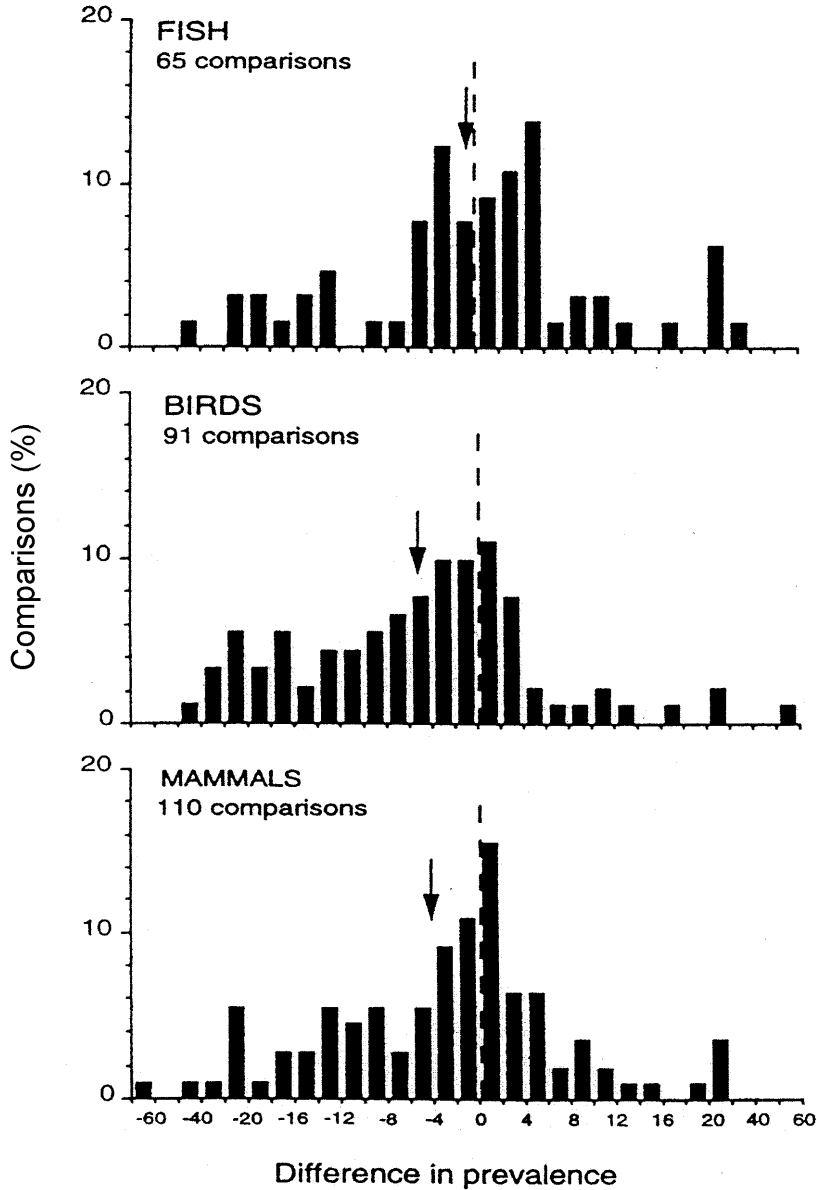 20
FISH
65 comparisons
10
0
20
BIRDS
91 comparisons
10
0
Comparisons (%)
20
MAMMALS
110 comparisons
10
0
-60 -40 -20 -16 -12 -8 -4 0 4 8 12 16 20 40 60
Difference in prevalence